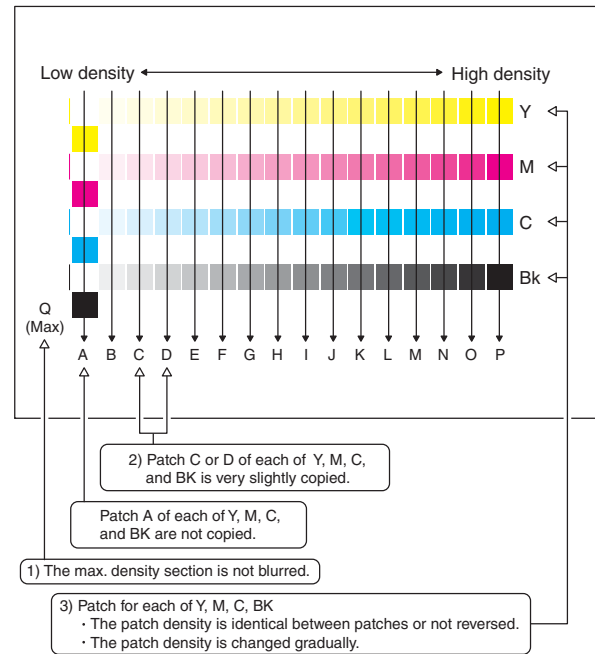 Low density High density
Y
M
C
Bk
Q
(Max)
A B C D E F G H I J K L M N O P
2) Patch C or D of each of Y, M, C,
and BK is very slightly copied.
Patch A of each of Y, M, C,
and BK are not copied.
1) The max. density section is not blurred.
3) Patch for each of Y, M, C, BK
· The patch density is identical between patches or not reversed.
· The patch density is changed gradually.